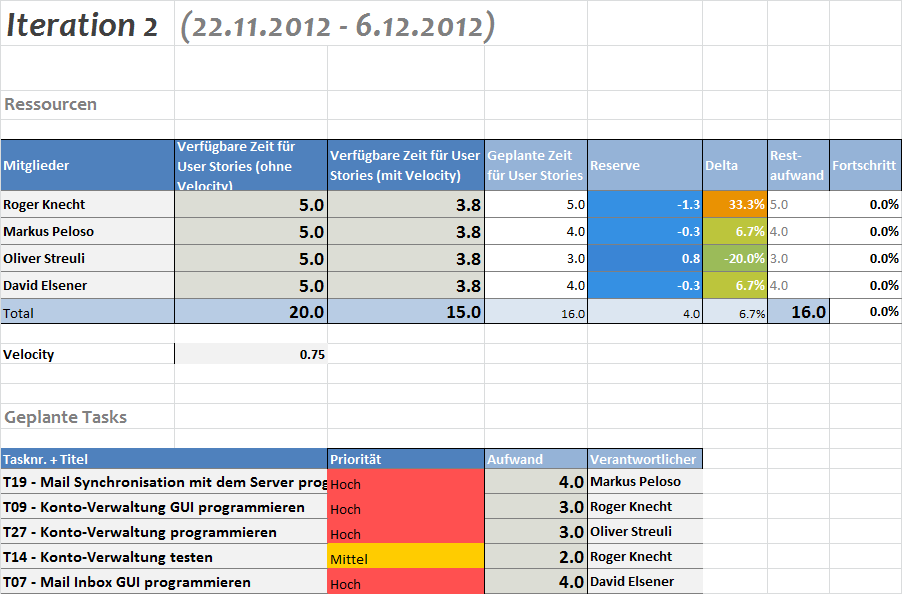 Iteration 2 (22.11.2012 - 6.12.2012)
Ressourcen
Mitglieder
Verfügbare Zeit für
User Stories (ohne
Velocity)
Verfügbare Zeit für User
Stories (mit Velocity)
Geplante Zeit
für User Stories
Reserve
Delta
Rest-
aufwand
Fortschritt
Roger Knecht 5.0 3.8 5.0 -1.3 33.3% 5.0 0.0%
Markus Peloso 5.0 3.8 4.0 -0.3 6.7% 4.0 0.0%
Oliver Streuli 5.0 3.8 3.0 0.8 -20.0% 3.0 0.0%
David Elsener 5.0 3.8 4.0 -0.3 6.7% 4.0 0.0%
Total 20.0 15.0 16.0 4.0 6.7% 16.0 0.0%
Velocity 0.75
Geplante Tasks
Tasknr. + Titel Priorität Aufwand Verantwortlicher
T19 - Mail Synchronisation mit dem Server prog Hoch 4.0 Markus Peloso
T09 - Konto-Verwaltung GUI programmieren Hoch 3.0 Roger Knecht
T27 - Konto-Verwaltung programmieren Hoch 3.0 Oliver Streuli
T14 - Konto-Verwaltung testen Mittel 2.0 Roger Knecht
T07 - Mail Inbox GUI programmieren Hoch 4.0 David Elsener